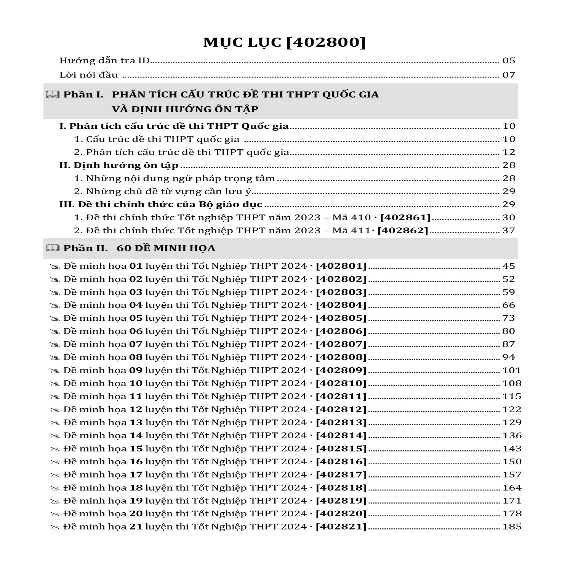 MỤC LỤC [402800]
Hướng dẫn tra ID 05
Lời nói đầu 07
Phần I. PHÂN TÍCH CẤU TRÚC ĐỀ THI THPT QUỐC GIA
VÀ ĐỊNH HƯỚNG ÔN TẬP
I. Phân tích cấu trúc đề thi THPT Quốc gia 10
1. Cấu trúc đề thi THPT quốc gia 10
2. Phân tích cấu trúc đề thi THPT quốc gia 12
II. Định hướng ôn tập 28
1. Những nội dung ngữ pháp trọng tâm 28
2. Những chủ đề từ vựng cần lưu ý 29
III. Đề thi chính thức của Bộ giáo dục 29
1. Đề thi chính thức Tốt nghiệp THPT năm 2023 – Mã 410 · [402861] 30
2. Đề thi chính thức Tốt nghiệp THPT năm 2023 – Mã 411 · [402862] 37
Phần II. 60 ĐỀ MINH HỌA
Đề minh họa 01 luyện thi Tốt Nghiệp THPT 2024 · [402801] 45
Đề minh họa 02 luyện thi Tốt Nghiệp THPT 2024 · [402802] 52
Đề minh họa 03 luyện thi Tốt Nghiệp THPT 2024 · [402803] 59
Đề minh họa 04 luyện thi Tốt Nghiệp THPT 2024 · [402804] 66
Đề minh họa 05 luyện thi Tốt Nghiệp THPT 2024 · [402805] 73
Đề minh họa 06 luyện thi Tốt Nghiệp THPT 2024 · [402806] 80
Đề minh họa 07 luyện thi Tốt Nghiệp THPT 2024 · [402807] 87
Đề minh họa 08 luyện thi Tốt Nghiệp THPT 2024 · [402808] 94
Đề minh họa 09 luyện thi Tốt Nghiệp THPT 2024 · [402809] 101
Đề minh họa 10 luyện thi Tốt Nghiệp THPT 2024 · [402810] 108
Đề minh họa 11 luyện thi Tốt Nghiệp THPT 2024 · [402811] 115
Đề minh họa 12 luyện thi Tốt Nghiệp THPT 2024 · [402812] 122
Đề minh họa 13 luyện thi Tốt Nghiệp THPT 2024 · [402813] 129
Đề minh họa 14 luyện thi Tốt Nghiệp THPT 2024 · [402814] 136
Đề minh họa 15 luyện thi Tốt Nghiệp THPT 2024 · [402815] 143
Đề minh họa 16 luyện thi Tốt Nghiệp THPT 2024 · [402816] 150
Đề minh họa 17 luyện thi Tốt Nghiệp THPT 2024 · [402817] 157
Đề minh họa 18 luyện thi Tốt Nghiệp THPT 2024 · [402818] 164
Đề minh họa 19 luyện thi Tốt Nghiệp THPT 2024 · [402819] 171
Đề minh họa 20 luyện thi Tốt Nghiệp THPT 2024 · [402820] 178
Đề minh họa 21 luyện thi Tốt Nghiệp THPT 2024 · [402821] 185